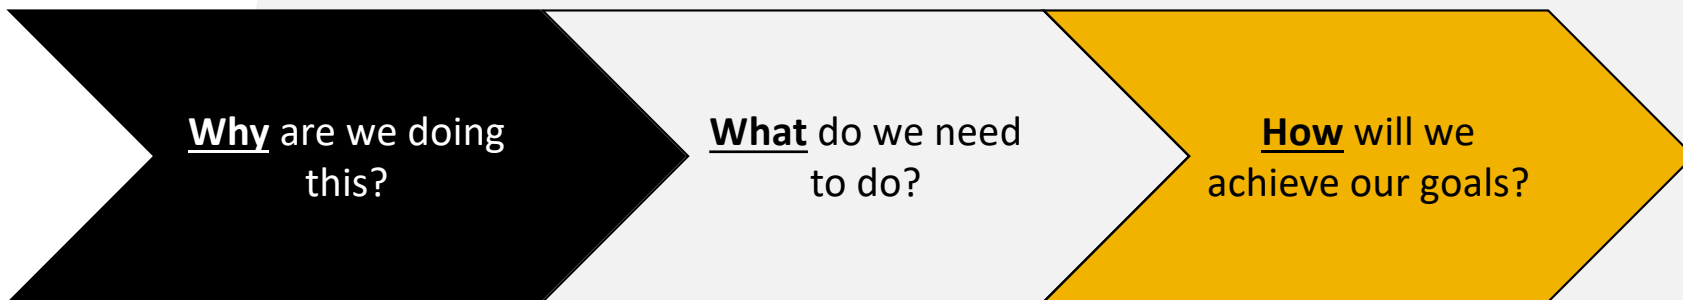 Why are we doing
this?
What do we need
to do?
How will we
achieve our goals?